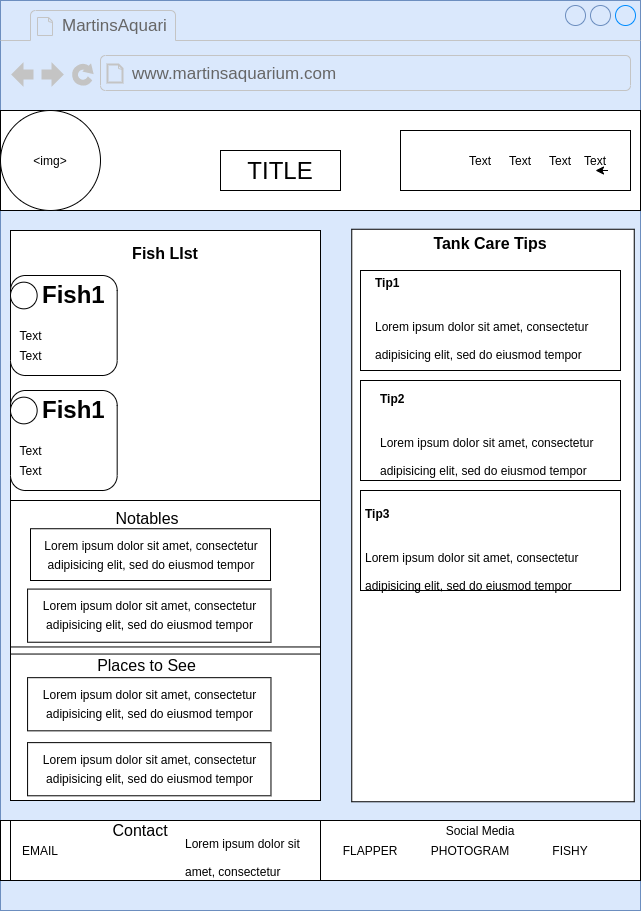 MartinsAquari
www.martinsaquarium.com
<img>
TITLE
Text Text Text Text
Fish LIst
Fish1
Text
Text
Fish1
Text
Text
Notables
Lorem ipsum dolor sit amet, consectetur
adipisicing elit, sed do eiusmod tempor
Lorem ipsum dolor sit amet, consectetur
adipisicing elit, sed do eiusmod tempor
Places to See
Lorem ipsum dolor sit amet, consectetur
adipisicing elit, sed do eiusmod tempor
Lorem ipsum dolor sit amet, consectetur
adipisicing elit, sed do eiusmod tempor
Tank Care Tips
Tip1
Lorem ipsum dolor sit amet, consectetur
adipisicing elit, sed do eiusmod tempor
Tip2
Lorem ipsum dolor sit amet, consectetur
adipisicing elit, sed do eiusmod tempor
Tip3
Lorem ipsum dolor sit amet, consectetur
adipisicing elit, sed do eiusmod tempor
Contact
EMAIL
Lorem ipsum dolor sit
amet, consectetur
Social Media
FLAPPER PHOTOGRAM FISHY